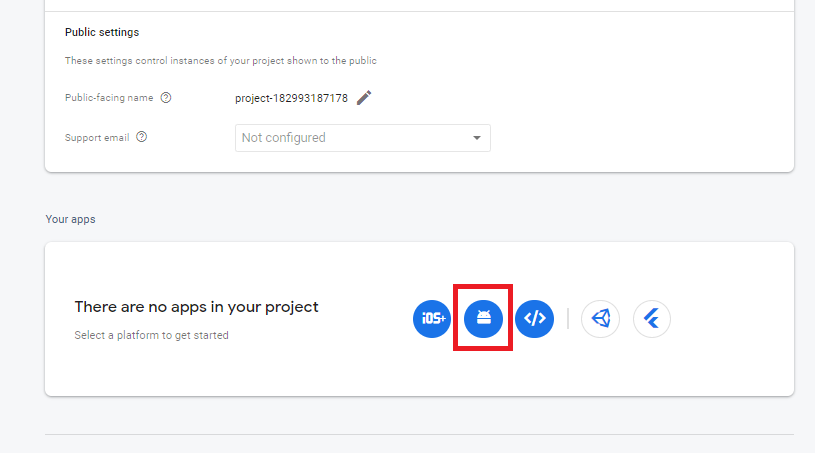 Public settings
These settings control instances of your project shown to the public
Public-facing name
project-182993187178
Support email
Not configured
Your apps
There are no apps in your project
Select a platform to get started
iOS+